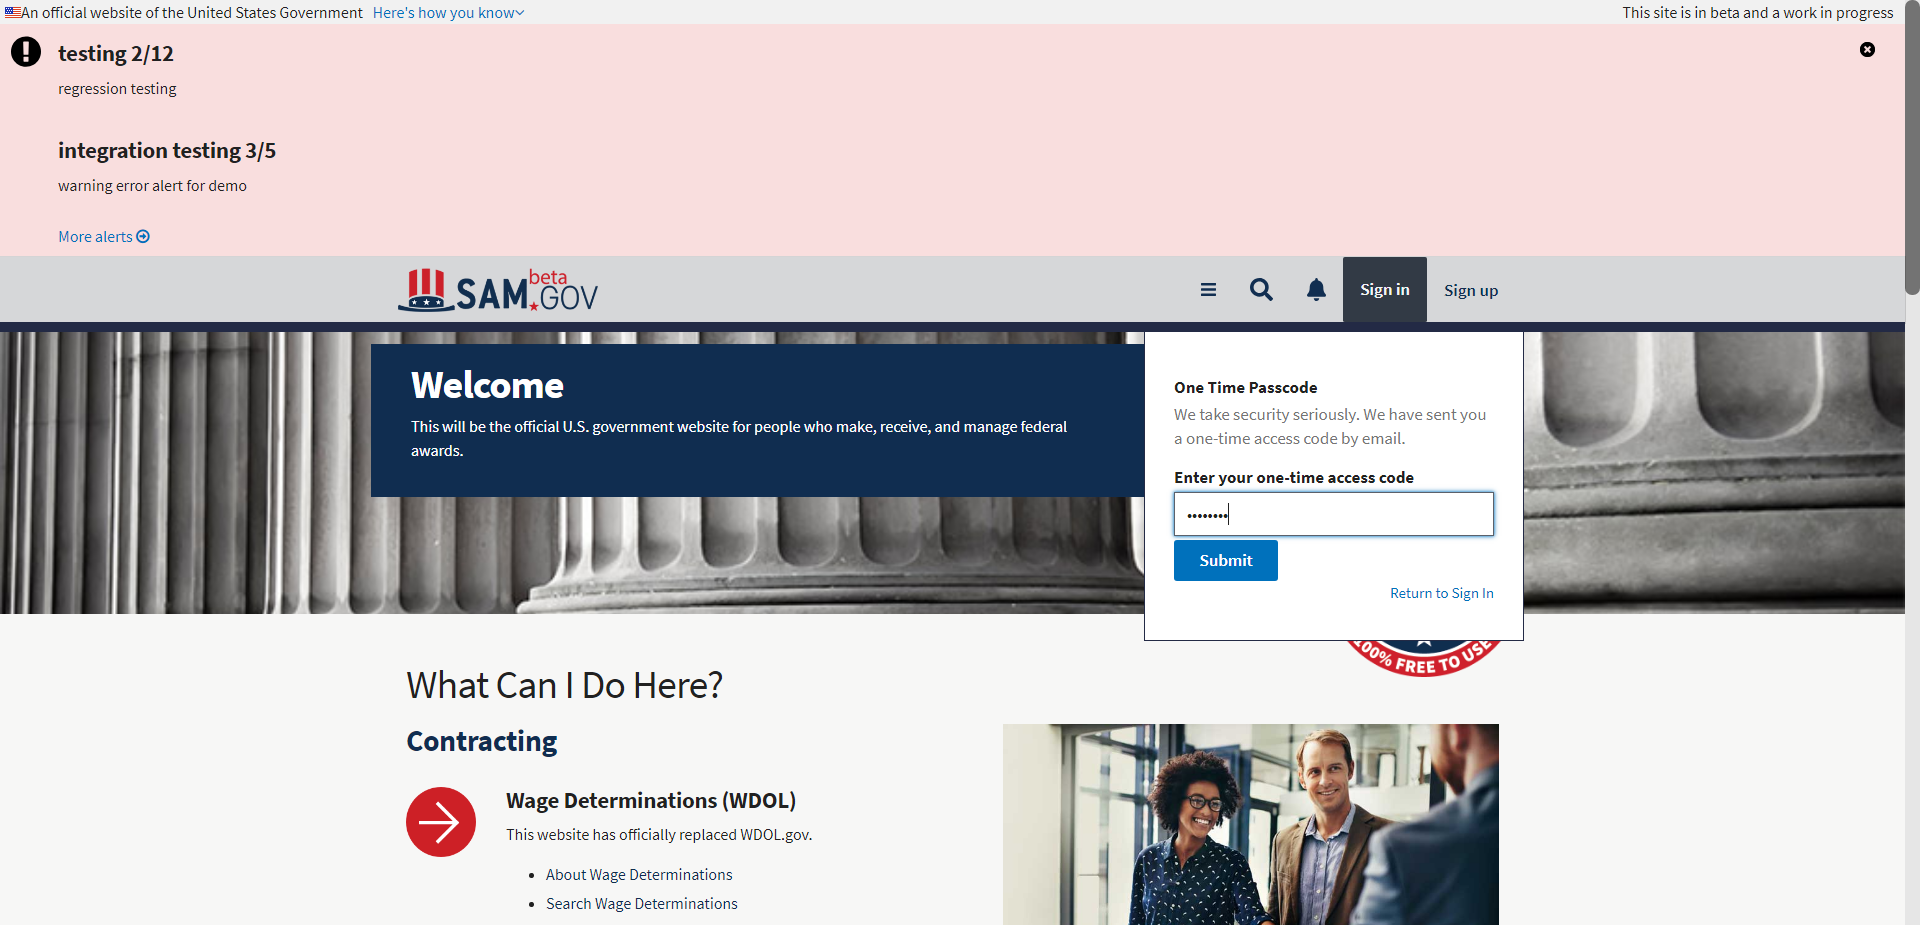 An official website of the United States Government Here's how you know
This site is in beta and a work in progress
testing 2/12
regression testing
integration testing 3/5
warning error alert for demo
More alerts
SAM.GOV beta
Sign in
Sign up
Welcome
This will be the official U.S. government website for people who make, receive, and manage federal
awards.
One Time Passcode
We take security seriously. We have sent you
a one-time access code by email.
Enter your one-time access code
••••••••
Submit
Return to Sign In
100% FREE TO USE
What Can I Do Here?
Contracting
Wage Determinations (WDOL)
This website has officially replaced WDOL.gov.
• About Wage Determinations
• Search Wage Determinations